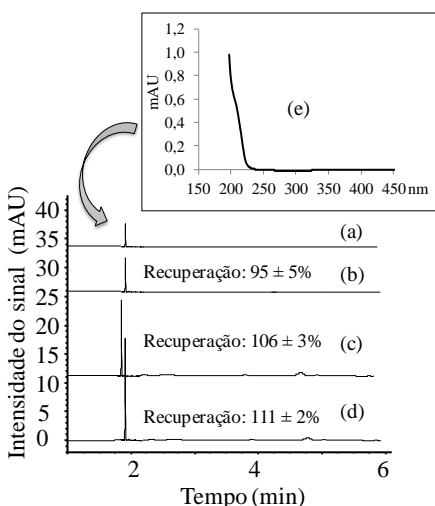 1,2
1,0
0,8
0,6
0,4
0,2
0,0
mAU
(e)
150 200 250 300 350 400 450 nm
40
35
30
25
20
15
10
5
0
Intensidade do sinal (mAU)
(a)
Recuperação: 95 ± 5% (b)
Recuperação: 106 ± 3% (c)
Recuperação: 111 ± 2% (d)
2 4 6
Tempo (min)